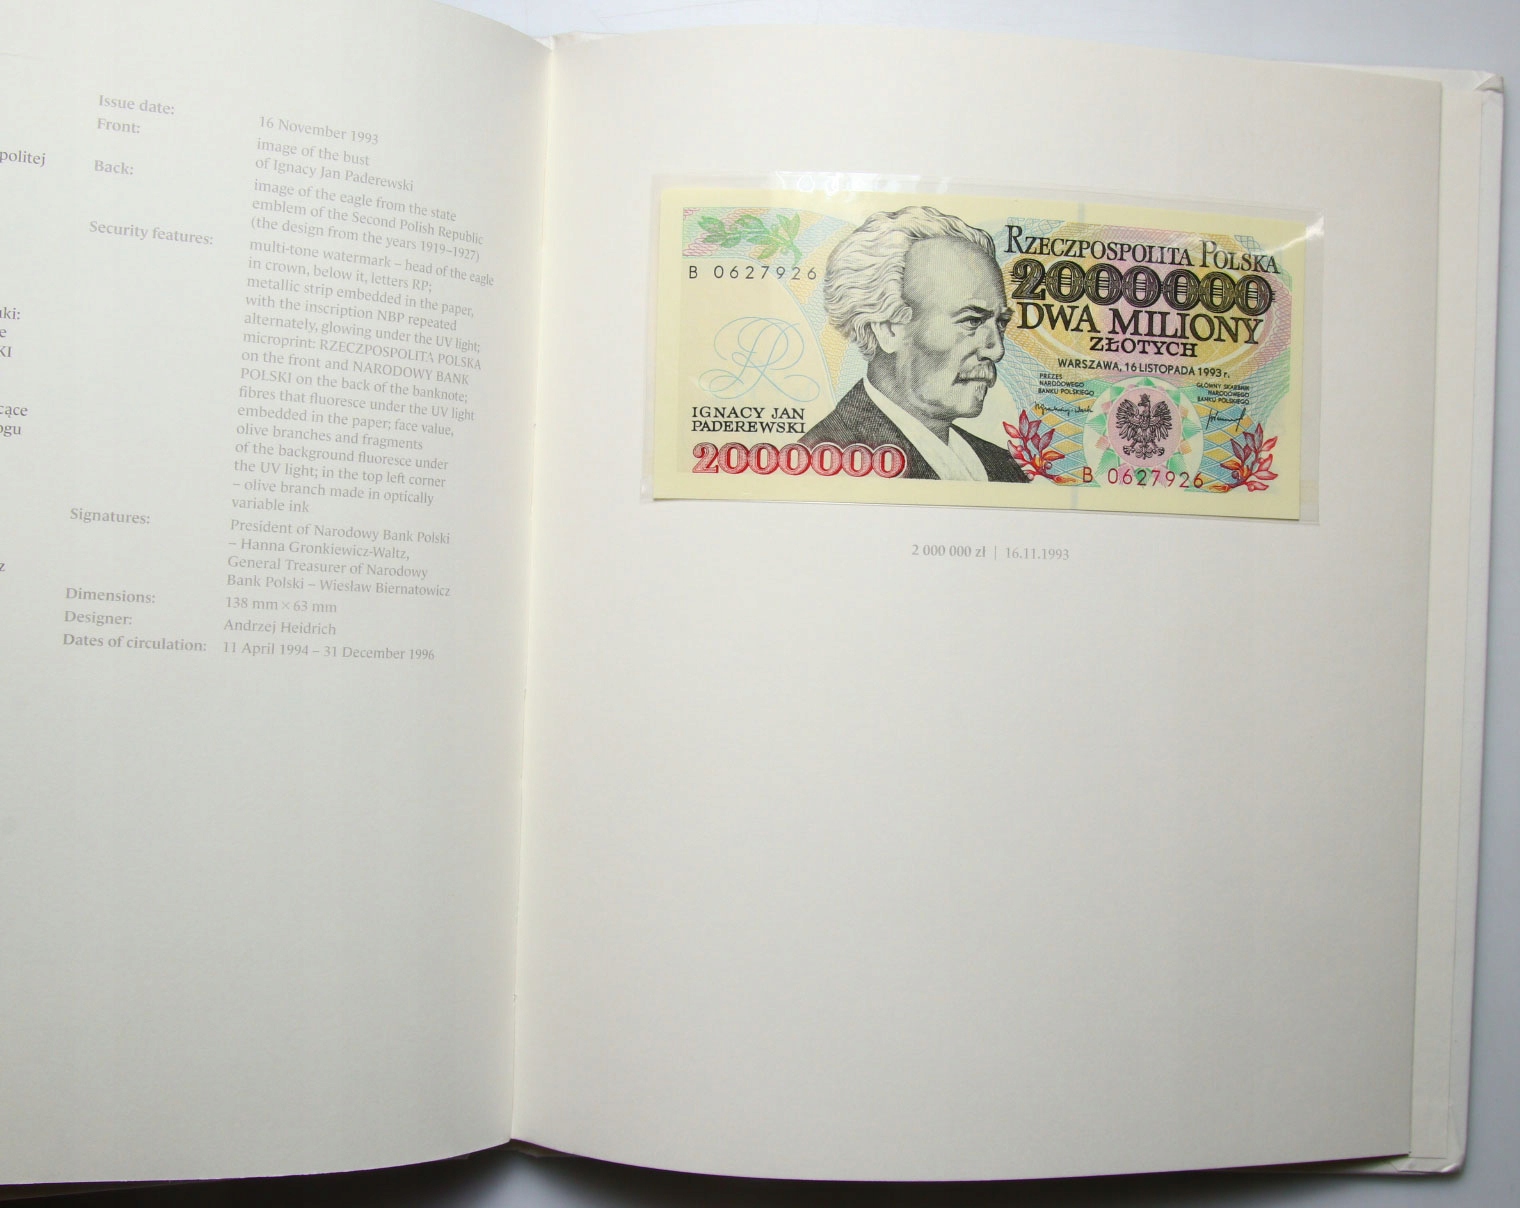 politej
uki:
e
KI
cące
ogu
z
Issue date: 16 November 1993
Front: image of the bust
of Ignacy Jan Paderewski
Back: image of the eagle from the state
emblem of the Second Polish Republic
(the design from the years 1919–1927)
Security features: multi-tone watermark – head of the eagle
in crown, below it, letters RP;
metallic strip embedded in the paper,
with the inscription NBP repeated
alternately, glowing under the UV light;
microprint: RZECZPOSPOLITA POLSKA
on the front and NARODOWY BANK
POLSKI on the back of the banknote;
fibres that fluoresce under the UV light
embedded in the paper; face value,
olive branches and fragments
of the background fluoresce under
the UV light; in the top left corner
– olive branch made in optically
variable ink
Signatures: President of Narodowy Bank Polski
– Hanna Gronkiewicz-Waltz,
General Treasurer of Narodowy
Bank Polski – Wiesław Biernatowicz
Dimensions: 138 mm × 63 mm
Designer: Andrzej Heidrich
Dates of circulation: 11 April 1994 – 31 December 1996
B 0627926
IGNACY JAN
PADEREWSKI
2000000
RZECZPOSPOLITA POLSKA
2000000
DWA MILIONY
ZŁOTYCH
WARSZAWA, 16 LISTOPADA 1993 r.
PREZES
NARODOWEGO
BANKU POLSKIEGO
GŁÓWNY SKARBNIK
NARODOWEGO
BANKU POLSKIEGO
B 0627926
2 000 000 zł | 16.11.1993